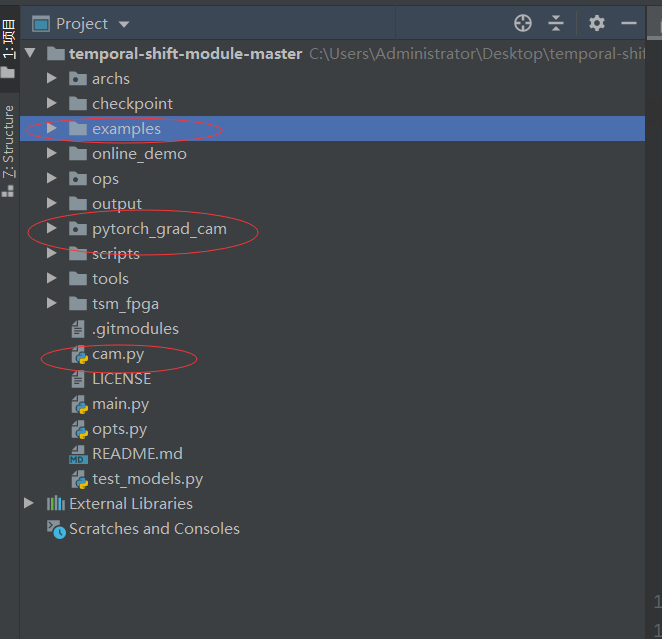 Project
1: 项目
Z: Structure
temporal-shift-module-master C:\Users\Administrator\Desktop\temporal-shif
archs
checkpoint
examples
online_demo
ops
output
pytorch_grad_cam
scripts
tools
tsm_fpga
.gitmodules
cam.py
LICENSE
main.py
opts.py
README.md
test_models.py
External Libraries
Scratches and Consoles